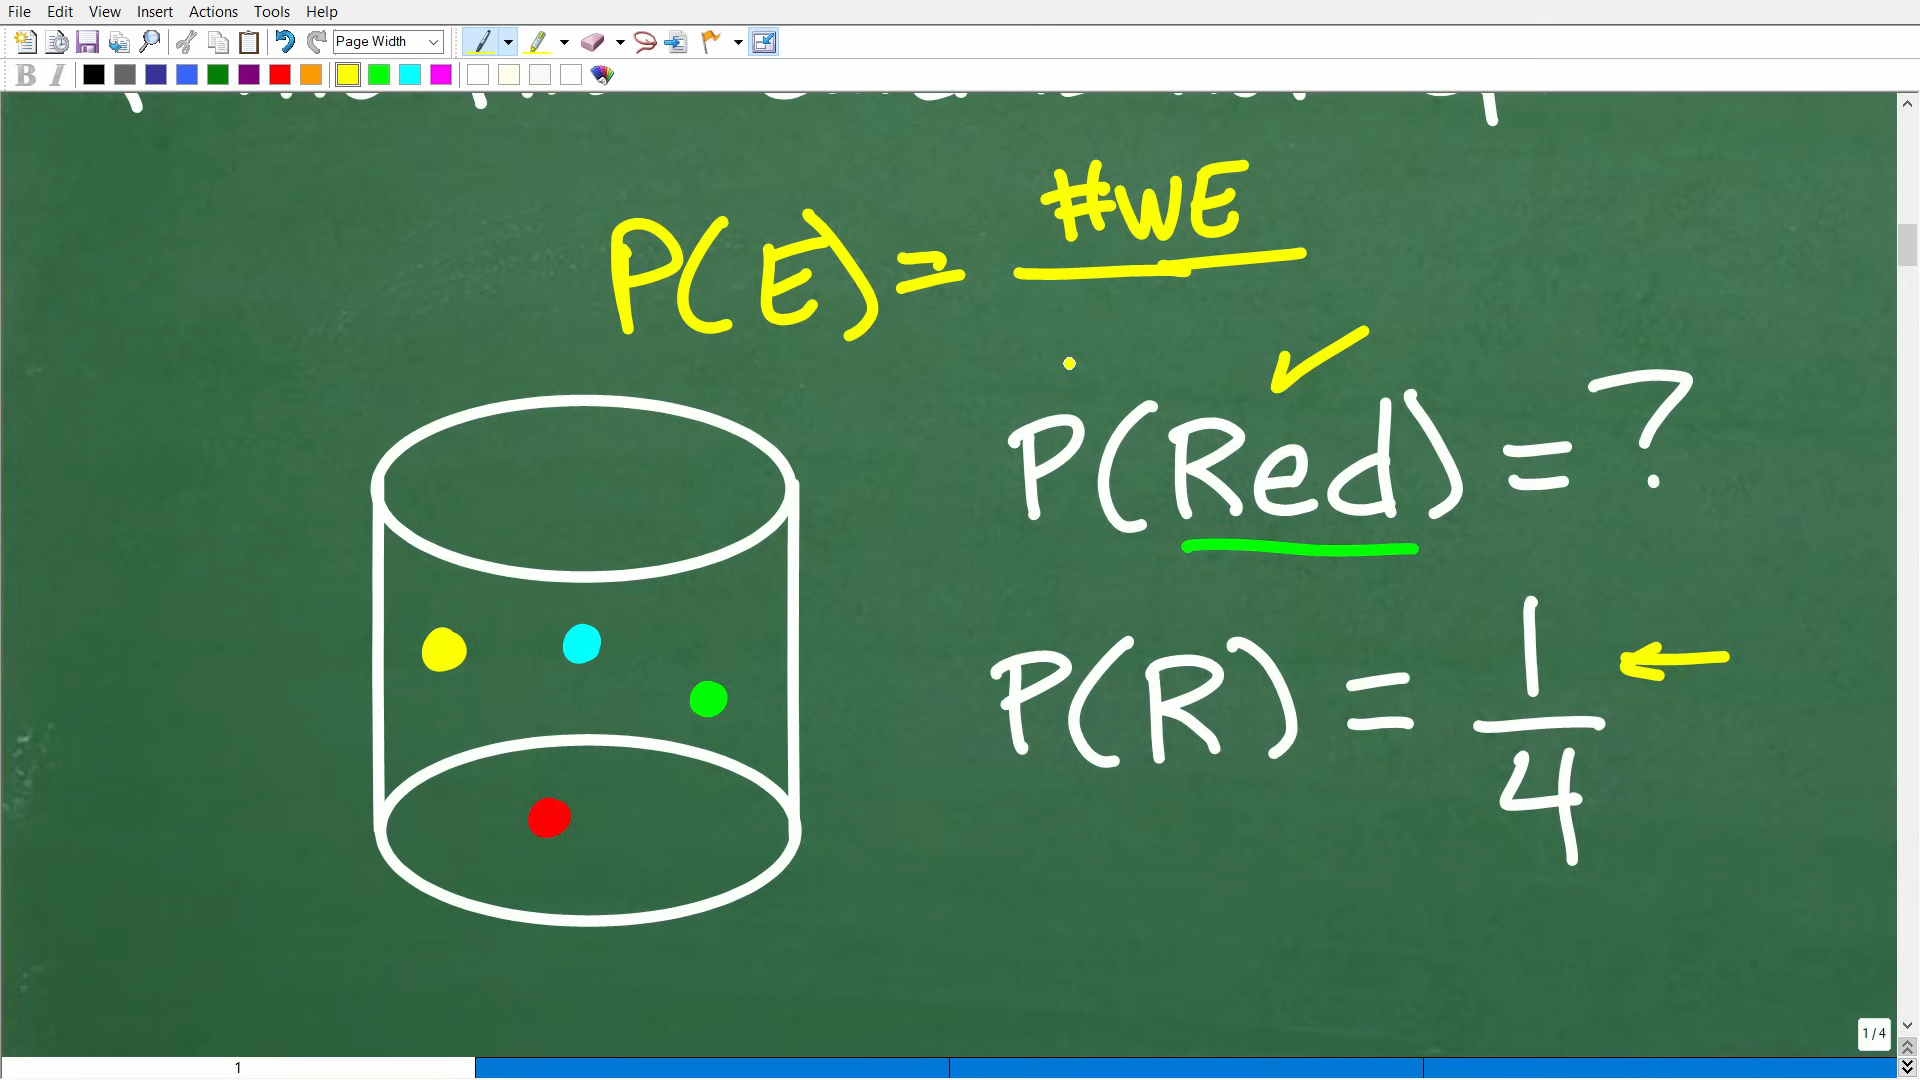 File Edit View Insert Actions Tools Help
Page Width
B I
P(E) = #WE
P(Red) = ?
P(R) = 1/4
1 / 4
1